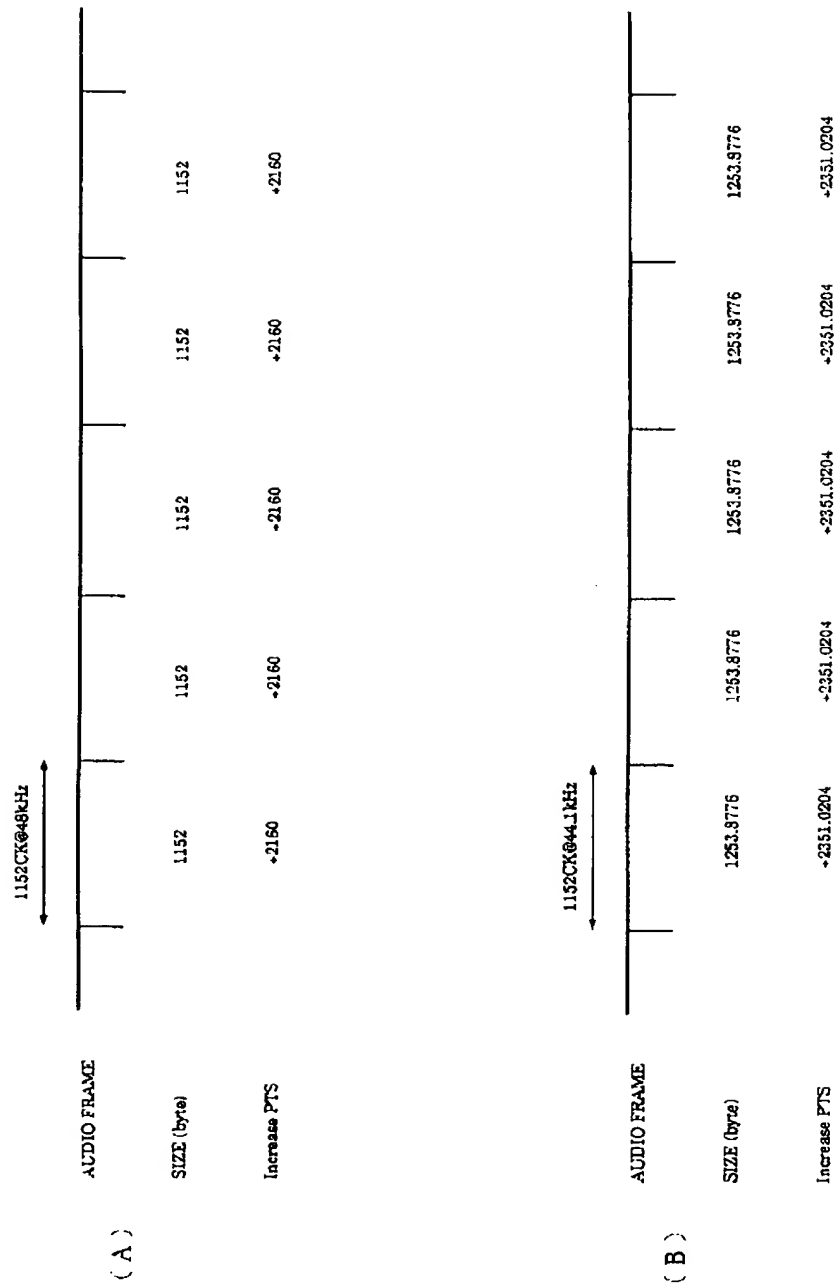 (A)
1152CK@48kHz
AUDIO FRAME
SIZE (byte) 1152 1152 1152 1152 1152
Increase PTS +2160 +2160 +2160 +2160 +2160
(B)
1152CK@44.1kHz
AUDIO FRAME
SIZE (byte) 1253.8776 1253.8776 1253.8776 1253.8776 1253.8776
Increase PTS +2351.0204 +2351.0204 +2351.0204 +2351.0204 +2351.0204